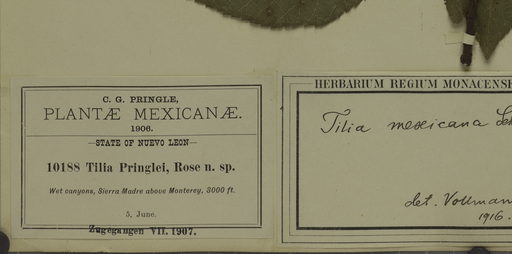 C. G. PRINGLE,
PLANTÆ MEXICANÆ.
1906.
—STATE OF NUEVO LEON—
10188 Tilia Pringlei, Rose n. sp.
Wet canyons, Sierra Madre above Monterey, 3000 ft.
5, June.
Zugegangen VII. 1907.
HERBARIUM REGIUM MONACENSE
Tilia mexicana
det. Vollman
1916.